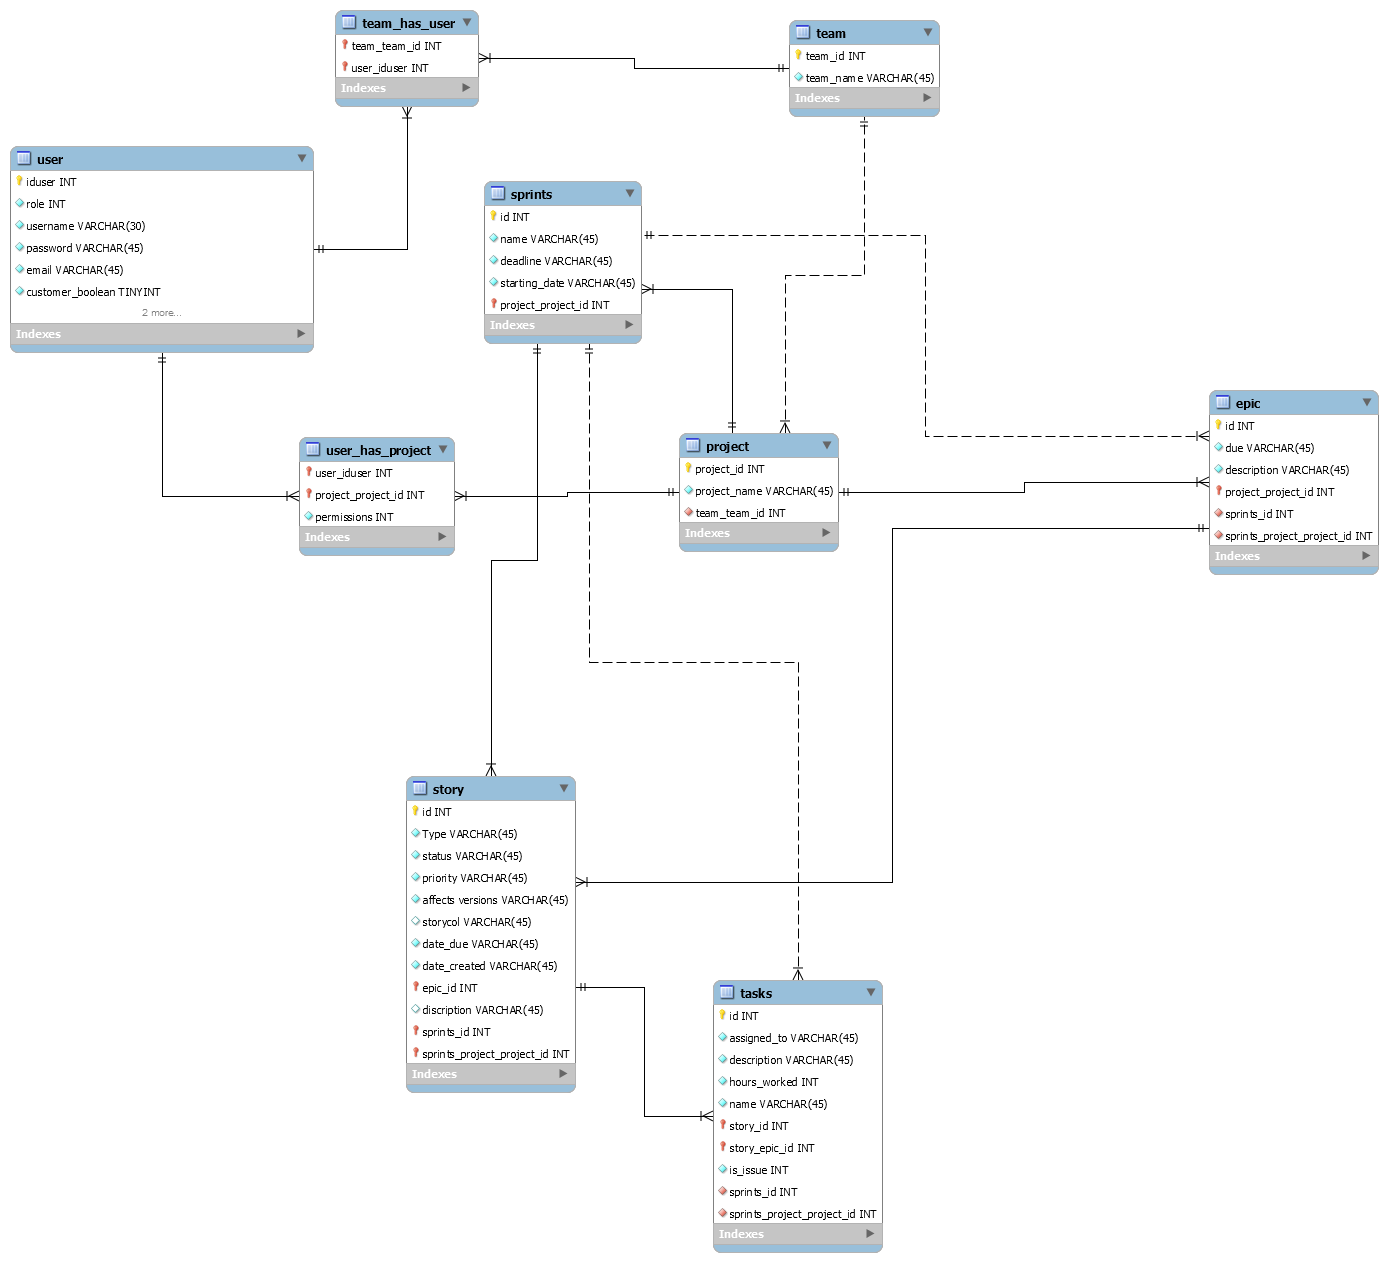 team_has_user
team_team_id INT
user_iduser INT
Indexes
team
team_id INT
team_name VARCHAR(45)
Indexes
user
iduser INT
role INT
username VARCHAR(30)
password VARCHAR(45)
email VARCHAR(45)
customer_boolean TINYINT
2 more...
Indexes
sprints
id INT
name VARCHAR(45)
deadline VARCHAR(45)
starting_date VARCHAR(45)
project_project_id INT
Indexes
user_has_project
user_iduser INT
project_project_id INT
permissions INT
Indexes
project
project_id INT
project_name VARCHAR(45)
team_team_id INT
Indexes
epic
id INT
due VARCHAR(45)
description VARCHAR(45)
project_project_id INT
sprints_id INT
sprints_project_project_id INT
Indexes
story
id INT
Type VARCHAR(45)
status VARCHAR(45)
priority VARCHAR(45)
affects versions VARCHAR(45)
storycol VARCHAR(45)
date_due VARCHAR(45)
date_created VARCHAR(45)
epic_id INT
discription VARCHAR(45)
sprints_id INT
sprints_project_project_id INT
Indexes
tasks
id INT
assigned_to VARCHAR(45)
description VARCHAR(45)
hours_worked INT
name VARCHAR(45)
story_id INT
story_epic_id INT
is_issue INT
sprints_id INT
sprints_project_project_id INT
Indexes